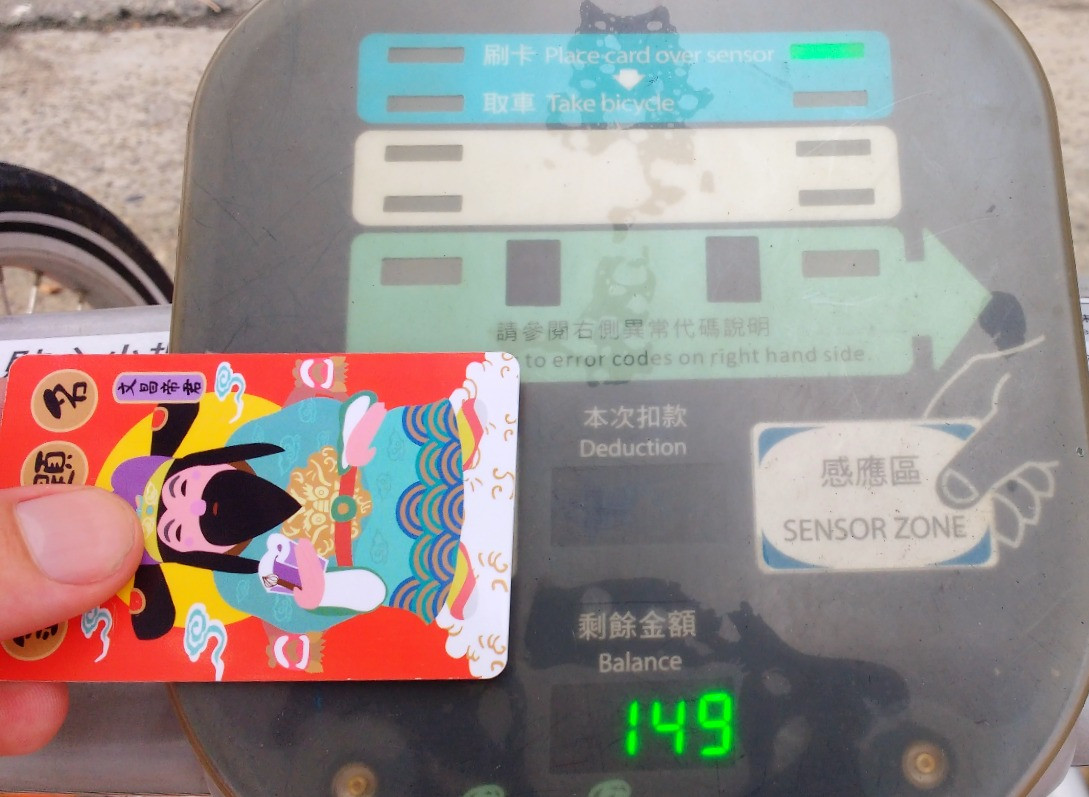 刷卡 Place card over sensor
取車 Take bicycle
請參閱右側異常代碼說明
to error codes on right hand side.
名
題
文昌帝君
本次扣款
Deduction
感應區
SENSOR ZONE
剩餘金額
Balance
149